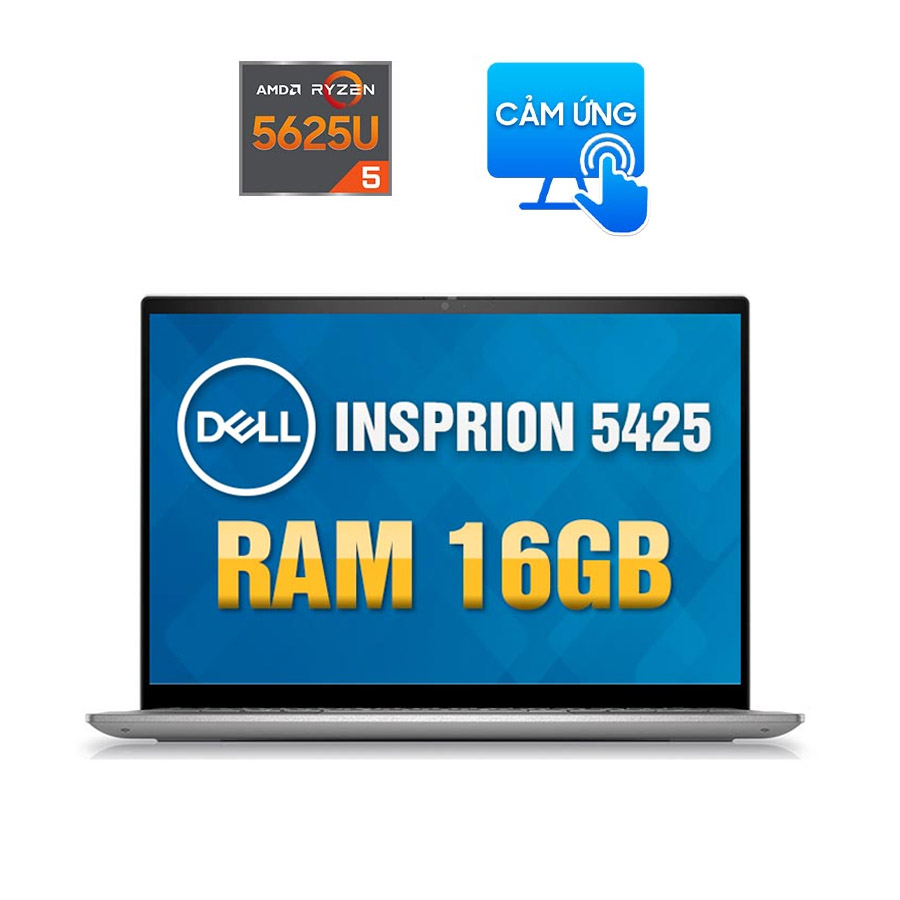 AMD RYZEN
5625U
5
CẢM ỨNG
DELL
INSPRION 5425
RAM 16GB